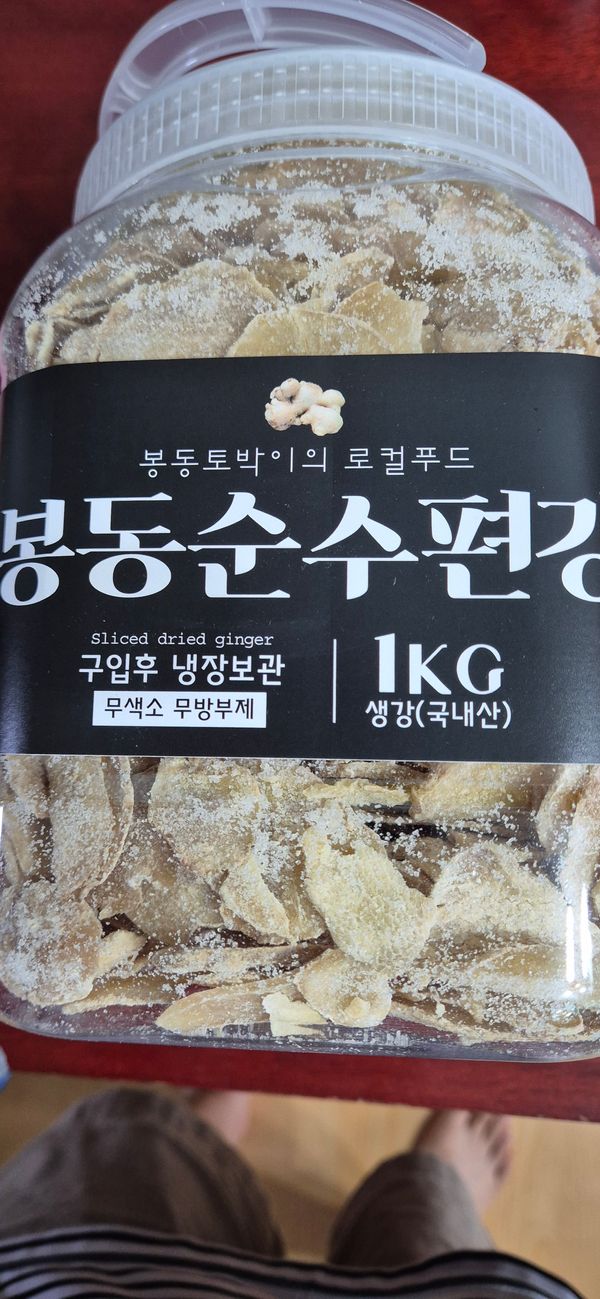 봉동토박이의 로컬푸드
봉동순수편강
Sliced dried ginger
구입후 냉장보관
무색소 무방부제
1KG
생강(국내산)